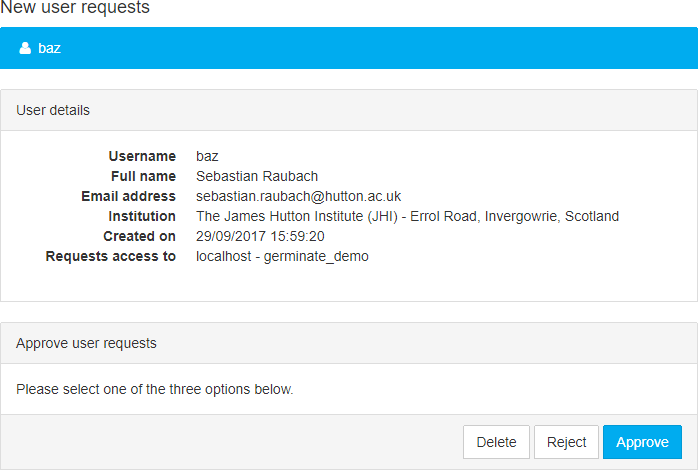 New user requests
baz
User details
Username baz
Full name Sebastian Raubach
Email address sebastian.raubach@hutton.ac.uk
Institution The James Hutton Institute (JHI) - Errol Road, Invergowrie, Scotland
Created on 29/09/2017 15:59:20
Requests access to localhost - germinate_demo
Approve user requests
Please select one of the three options below.
Delete Reject Approve